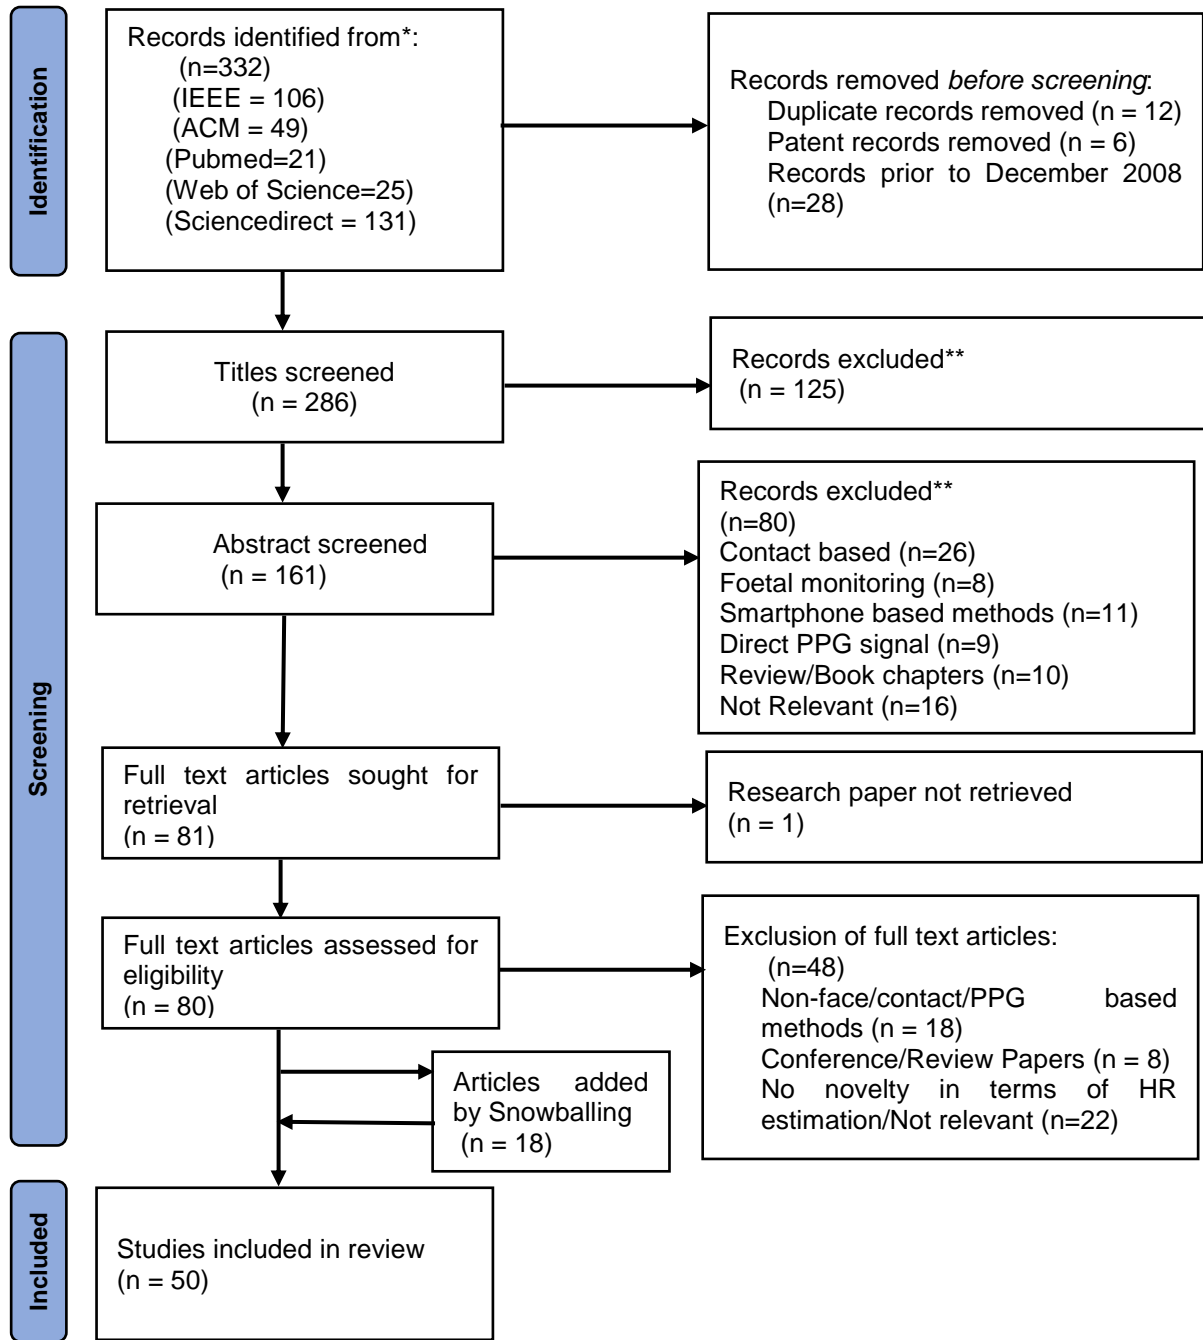 Identification
Records identified from*:
(n=332)
(IEEE = 106)
(ACM = 49)
(Pubmed=21)
(Web of Science=25)
(Sciencedirect = 131)
Records removed before screening:
Duplicate records removed (n = 12)
Patent records removed (n = 6)
Records prior to December 2008
(n=28)
Screening
Titles screened
(n = 286)
Records excluded**
(n = 125)
Abstract screened
(n = 161)
Records excluded**
(n=80)
Contact based (n=26)
Foetal monitoring (n=8)
Smartphone based methods (n=11)
Direct PPG signal (n=9)
Review/Book chapters (n=10)
Not Relevant (n=16)
Full text articles sought for
retrieval
(n = 81)
Research paper not retrieved
(n = 1)
Full text articles assessed for
eligibility
(n = 80)
Exclusion of full text articles:
(n=48)
Non-face/contact/PPG based
methods (n = 18)
Conference/Review Papers (n = 8)
No novelty in terms of HR
estimation/Not relevant (n=22)
Articles added
by Snowballing
(n = 18)
Included
Studies included in review
(n = 50)